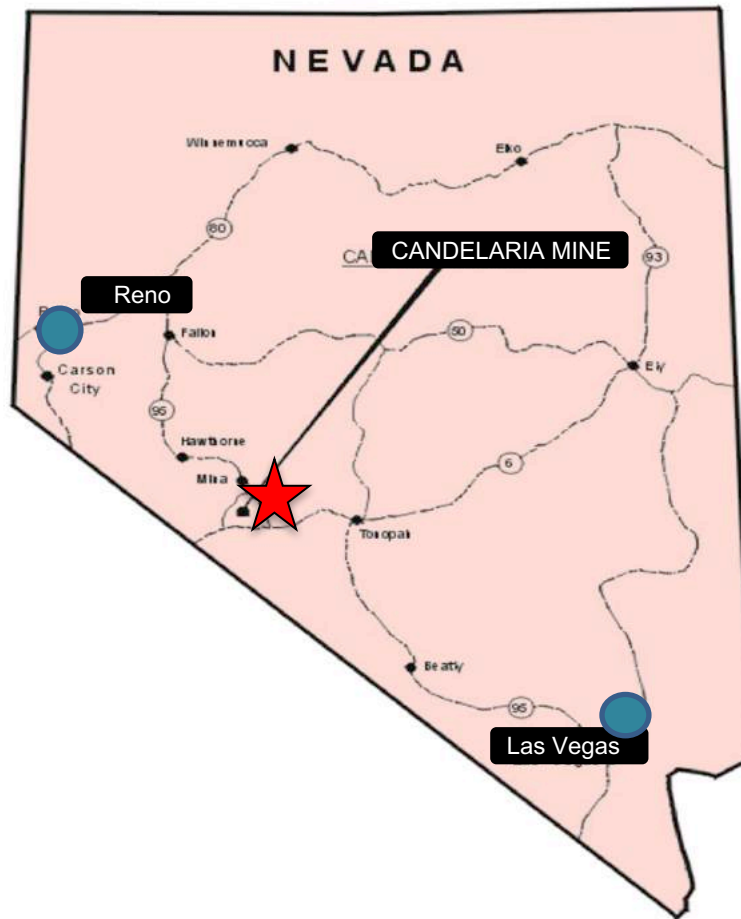 NEVADA
Winnemucca
Elko
80
CANDELARIA MINE
93
CA
Reno
Fallon
50
Ely
Carson
City
95
Hawthorne
6
Mina
Tonopah
Beatty
95
Las Vegas